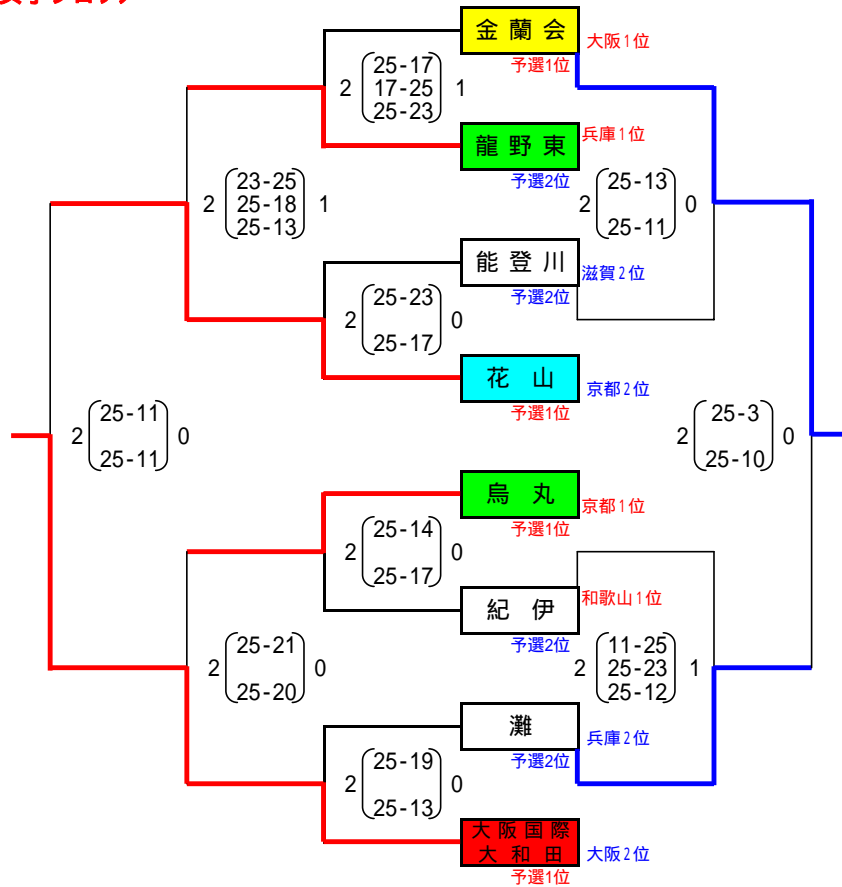 金蘭会
大阪1位
予選1位
2 25-17 1
17-25
25-23
龍野東
兵庫1位
予選2位
2 23-25 1
25-18
25-13
2 25-13 0
25-11
能登川
滋賀2位
予選2位
2 25-23 0
25-17
花山
京都2位
予選1位
2 25-11 0
25-11
2 25-3 0
25-10
烏丸
京都1位
予選1位
2 25-14 0
25-17
紀伊
和歌山1位
予選2位
2 25-21 0
25-20
2 11-25 1
25-23
25-12
灘
兵庫2位
予選2位
2 25-19 0
25-13
大阪国際
大和田
大阪2位
予選1位